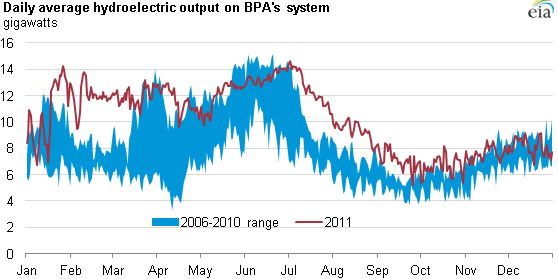 Daily average hydroelectric output on BPA's system
gigawatts
eia
16
14
12
10
8
6
4
2
0
2006-2010 range
2011
Jan Feb Mar Apr May Jun Jul Aug Sep Oct Nov Dec